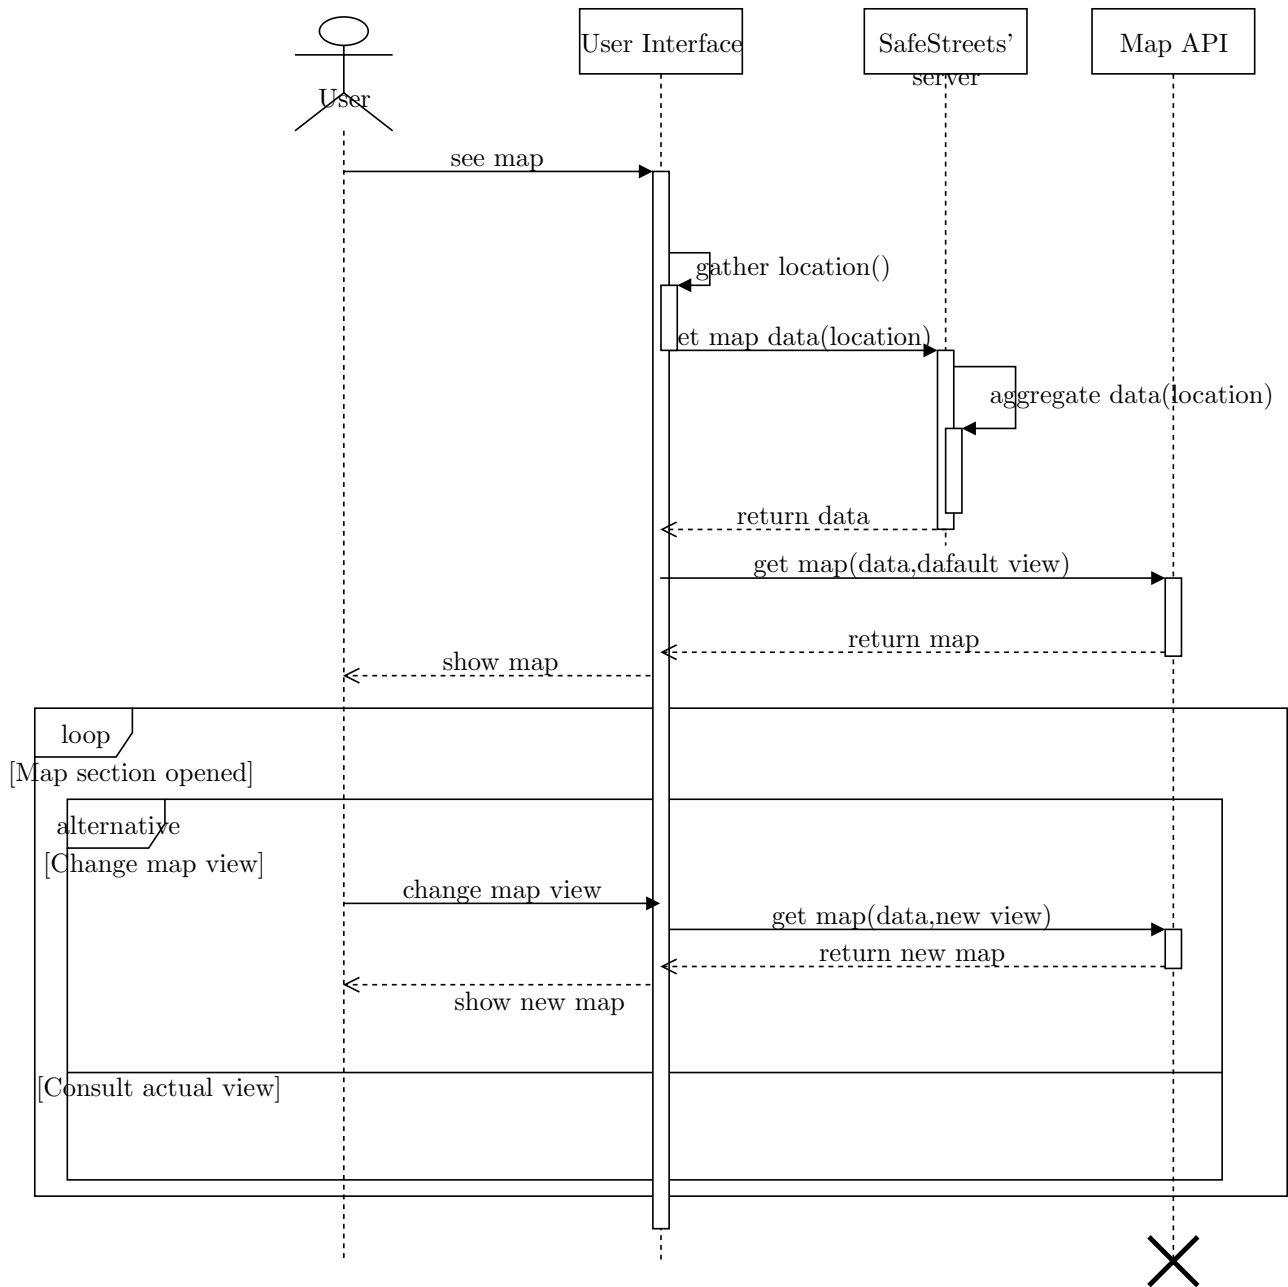 User Interface
SafeStreets'
server
Map API
User
see map
gather location()
et map data(location)
aggregate data(location)
return data
get map(data,dafault view)
return map
show map
loop
[Map section opened]
alternative
[Change map view]
change map view
get map(data,new view)
return new map
show new map
[Consult actual view]